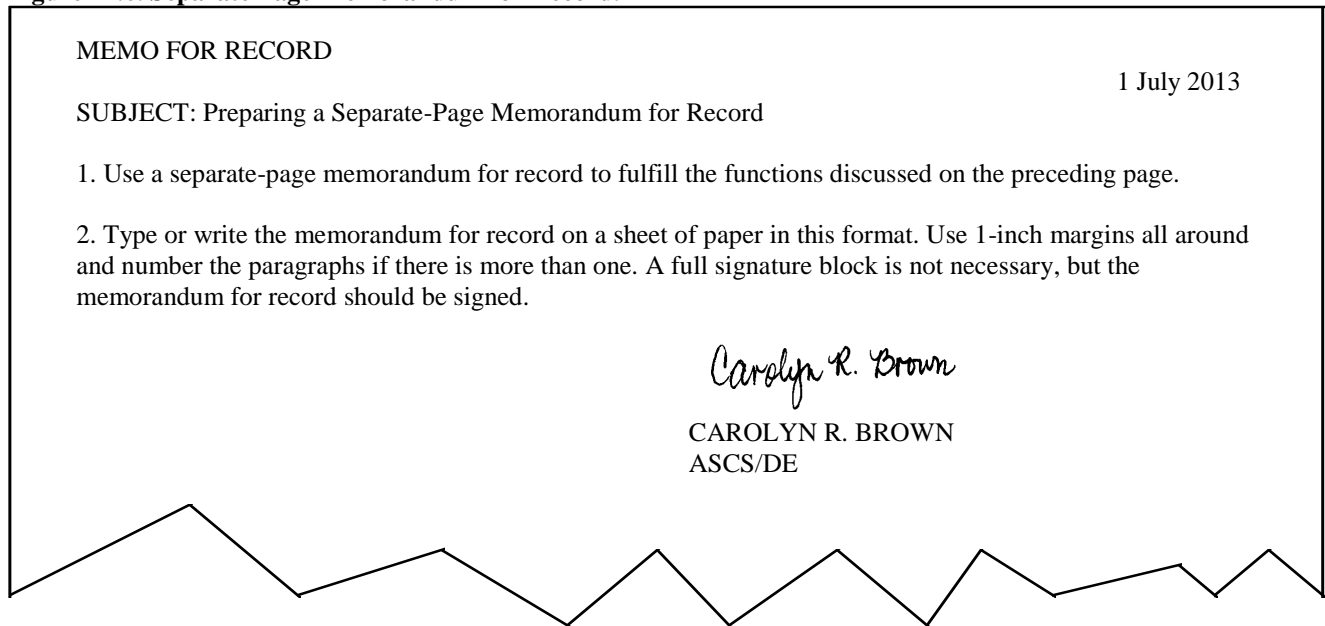 MEMO FOR RECORD
1 July 2013
SUBJECT: Preparing a Separate-Page Memorandum for Record
1. Use a separate-page memorandum for record to fulfill the functions discussed on the preceding page.
2. Type or write the memorandum for record on a sheet of paper in this format. Use 1-inch margins all around
and number the paragraphs if there is more than one. A full signature block is not necessary, but the
memorandum for record should be signed.
Carolyn R. Brown
CAROLYN R. BROWN
ASCS/DE